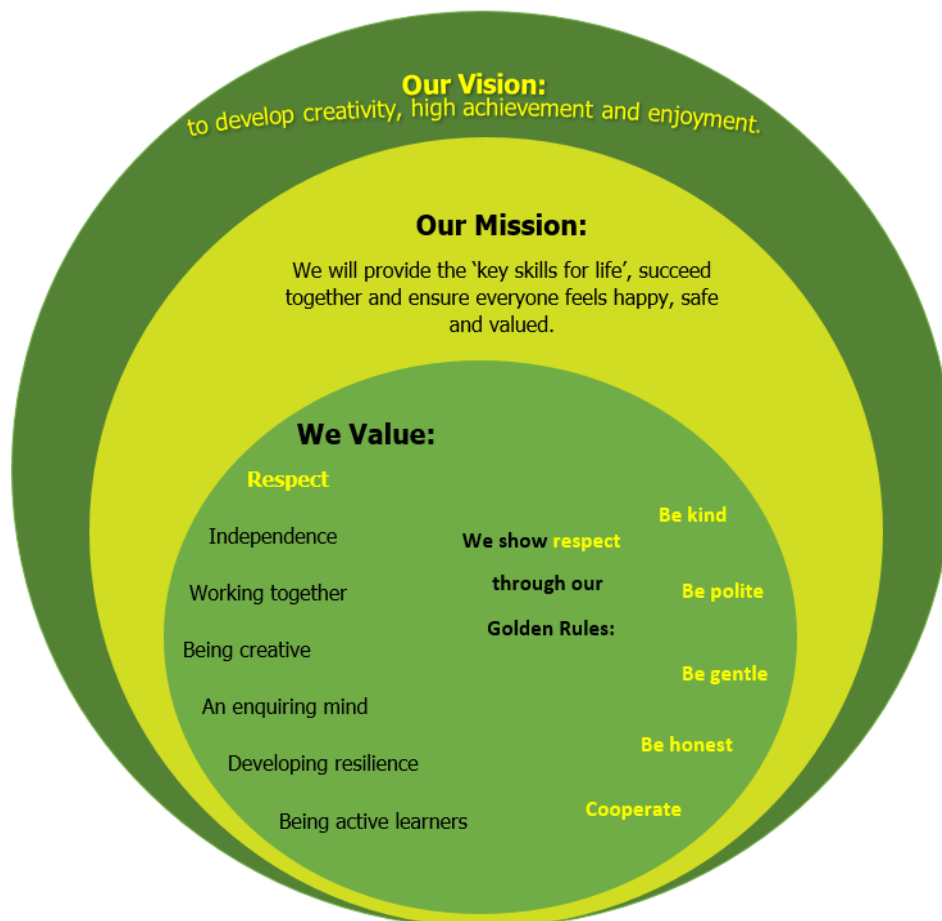 Our Vision:
to develop creativity, high achievement and enjoyment.
Our Mission:
We will provide the ‘key skills for life’, succeed
together and ensure everyone feels happy, safe
and valued.
We Value:
Respect
Independence
Working together
Being creative
An enquiring mind
Developing resilience
Being active learners
We show respect
through our
Golden Rules:
Be kind
Be polite
Be gentle
Be honest
Cooperate